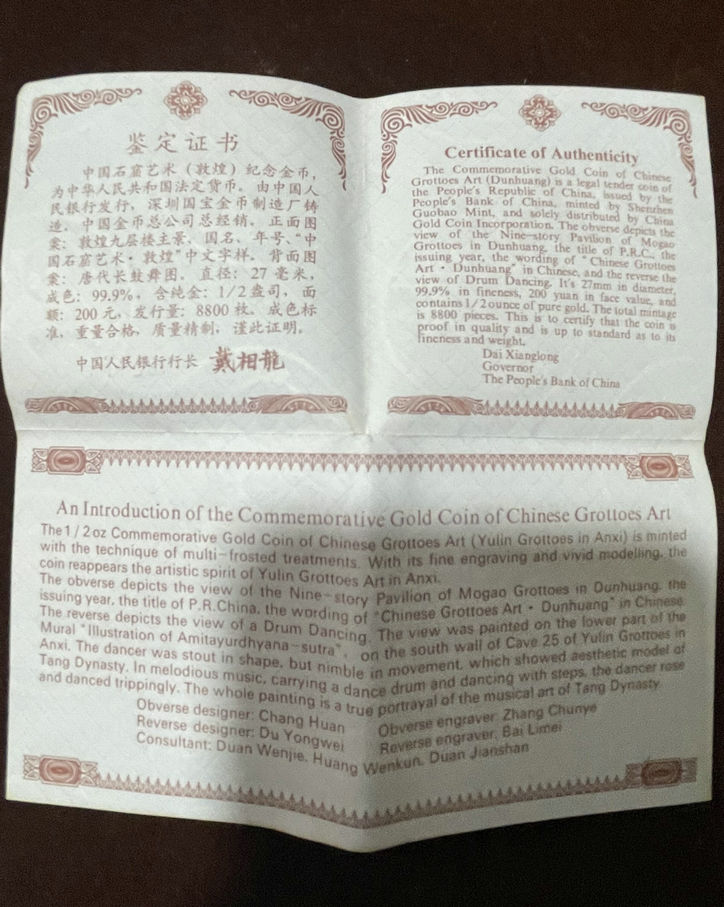 鉴定证书
中国石窟艺术（敦煌）纪念金币，
为中华人民共和国法定货币。由中国人
民银行发行，深圳国宝金币制造厂铸
造，中国金币总公司总经销。正面图
案：敦煌九层楼主景、国名、年号、“中
国石窟艺术·敦煌”中文字样。背面图
案：唐代长鼓舞图。直径：27毫米，
成色：99.9%，含纯金：1/2盎司，面
额：200元，发行量：8800枚。成色标
准，重量合格，质量精制，谨此证明。
中国人民银行行长 戴相龍
Certificate of Authenticity
The Commemorative Gold Coin of Chinese
Grottoes Art (Dunhuang) is a legal tender coin of
the People's Republic of China, issued by the
People's Bank of China, minted by Shenzhen
Guobao Mint, and solely distributed by China
Gold Coin Incorporation. The obverse depicts the
view of the Nine-story Pavilion of Mogao
Grottoes in Dunhuang, the title of P.R.C., the
issuing year, the wording of "Chinese Grottoes
Art · Dunhuang" in Chinese, and the reverse the
view of Drum Dancing. It's 27mm in diameter,
99.9% in fineness, 200 yuan in face value, and
contains 1/2 ounce of pure gold. The total mintage
is 8800 pieces. This is to certify that the coin is
proof in quality and is up to standard as to its
fineness and weight.
Dai Xianglong
Governor
The People's Bank of China
An Introduction of the Commemorative Gold Coin of Chinese Grottoes Art
The 1/2oz Commemorative Gold Coin of Chinese Grottoes Art (Yulin Grottoes in Anxi) is minted
with the technique of multi-frosted treatments. With its fine engraving and vivid modelling, the
coin reappears the artistic spirit of Yulin Grottoes Art in Anxi.
The obverse depicts the view of the Nine-story Pavilion of Mogao Grottoes in Dunhuang, the
issuing year, the title of P.R.China, the wording of "Chinese Grottoes Art · Dunhuang" in Chinese.
The reverse depicts the view of a Drum Dancing. The view was painted on the lower part of the
Mural "Illustration of Amitayurdhyana-sutra", on the south wall of Cave 25 of Yulin Grottoes in
Anxi. The dancer was stout in shape, but nimble in movement, which showed aesthetic model of
Tang Dynasty. In melodious music, carrying a dance drum and dancing with steps, the dancer rose
and danced trippingly. The whole painting is a true portrayal of the musical art of Tang Dynasty.
Obverse designer: Chang Huan Obverse engraver: Zhang Chunye
Reverse designer: Du Yongwei Reverse engraver: Bai Limei
Consultant: Duan Wenjie, Huang Wenkun, Duan Jianshan